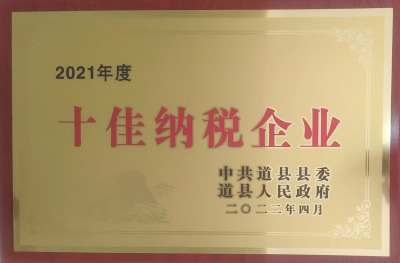 2021年度
十佳纳税企业
中共道县县委
道县人民政府
二〇二二年四月